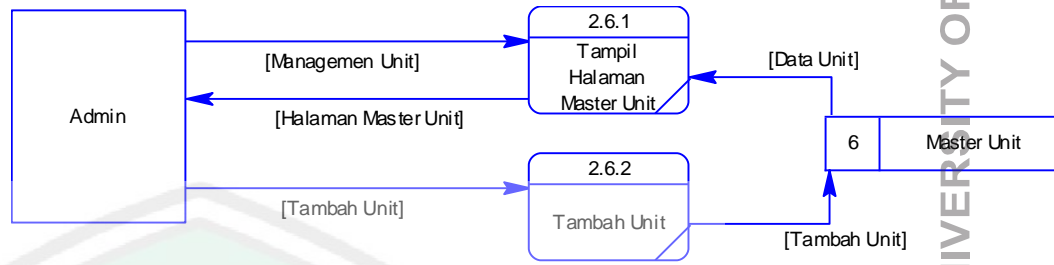 2.6.1
[Managemen Unit]
Tampil
Halaman
Master Unit
[Data Unit]
Admin
[Halaman Master Unit]
6
Master Unit
2.6.2
[Tambah Unit]
Tambah Unit
[Tambah Unit]
IVERSITY OF